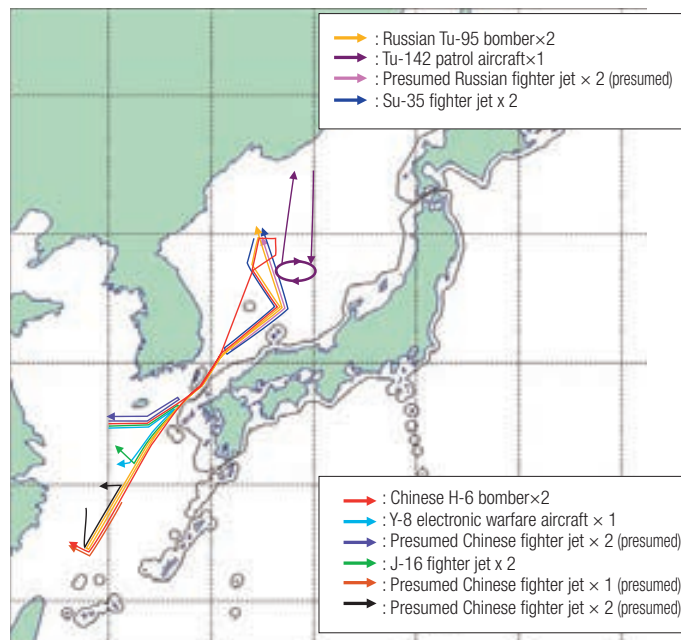 : Russian Tu-95 bomber×2
: Tu-142 patrol aircraft×1
: Presumed Russian fighter jet × 2 (presumed)
: Su-35 fighter jet x 2
: Chinese H-6 bomber×2
: Y-8 electronic warfare aircraft × 1
: Presumed Chinese fighter jet × 2 (presumed)
: J-16 fighter jet x 2
: Presumed Chinese fighter jet × 1 (presumed)
: Presumed Chinese fighter jet × 2 (presumed)